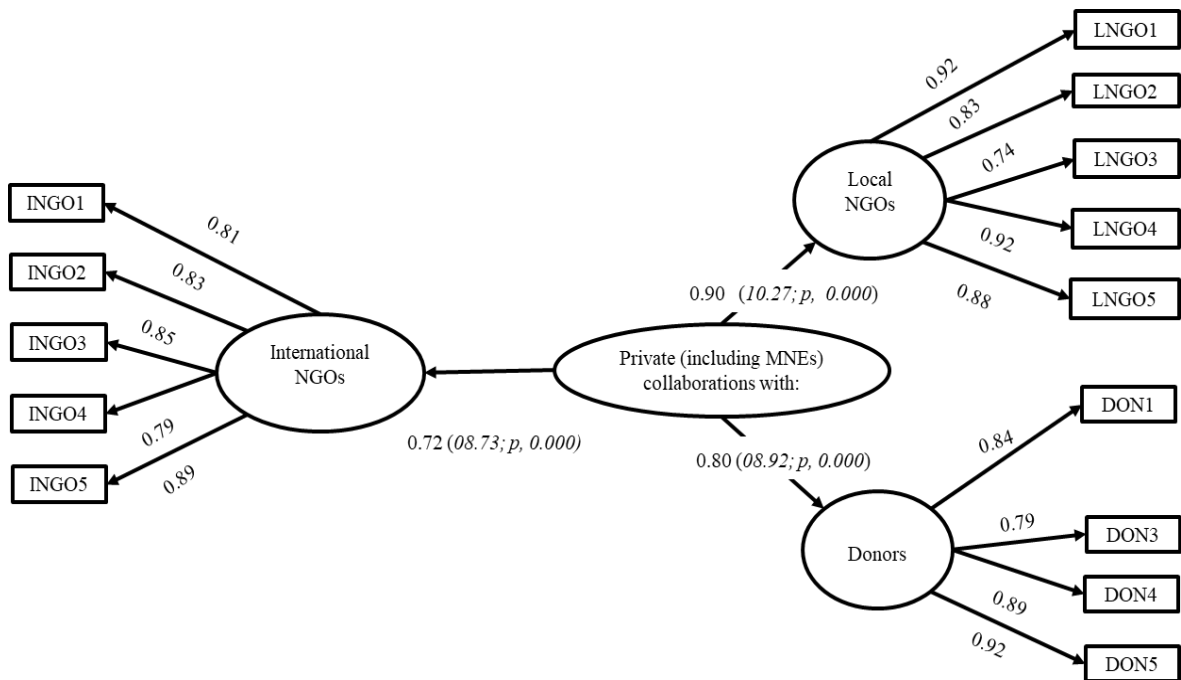 LNGO1
0.92
LNGO2
0.83
LNGO3
0.74
Local
NGOs
LNGO4
0.92
LNGO5
0.88
INGO1
0.81
INGO2
0.83
INGO3
0.85
International
NGOs
INGO4
0.79
INGO5
0.89
0.90 (10.27; p, 0.000)
Private (including MNEs)
collaborations with:
0.72 (08.73; p, 0.000)
0.80 (08.92; p, 0.000)
DON1
0.84
DON3
0.79
Donors
DON4
0.89
DON5
0.92